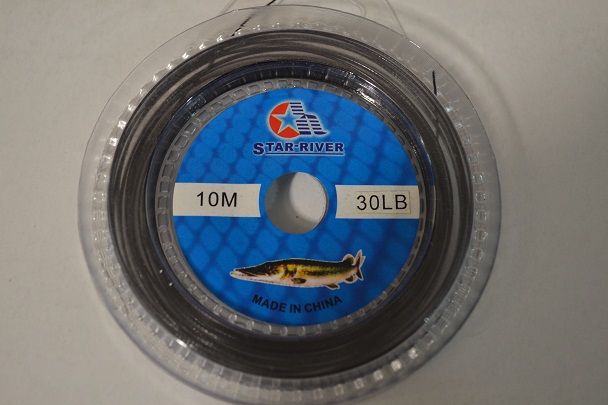 STAR-RIVER
10M
30LB
MADE IN CHINA